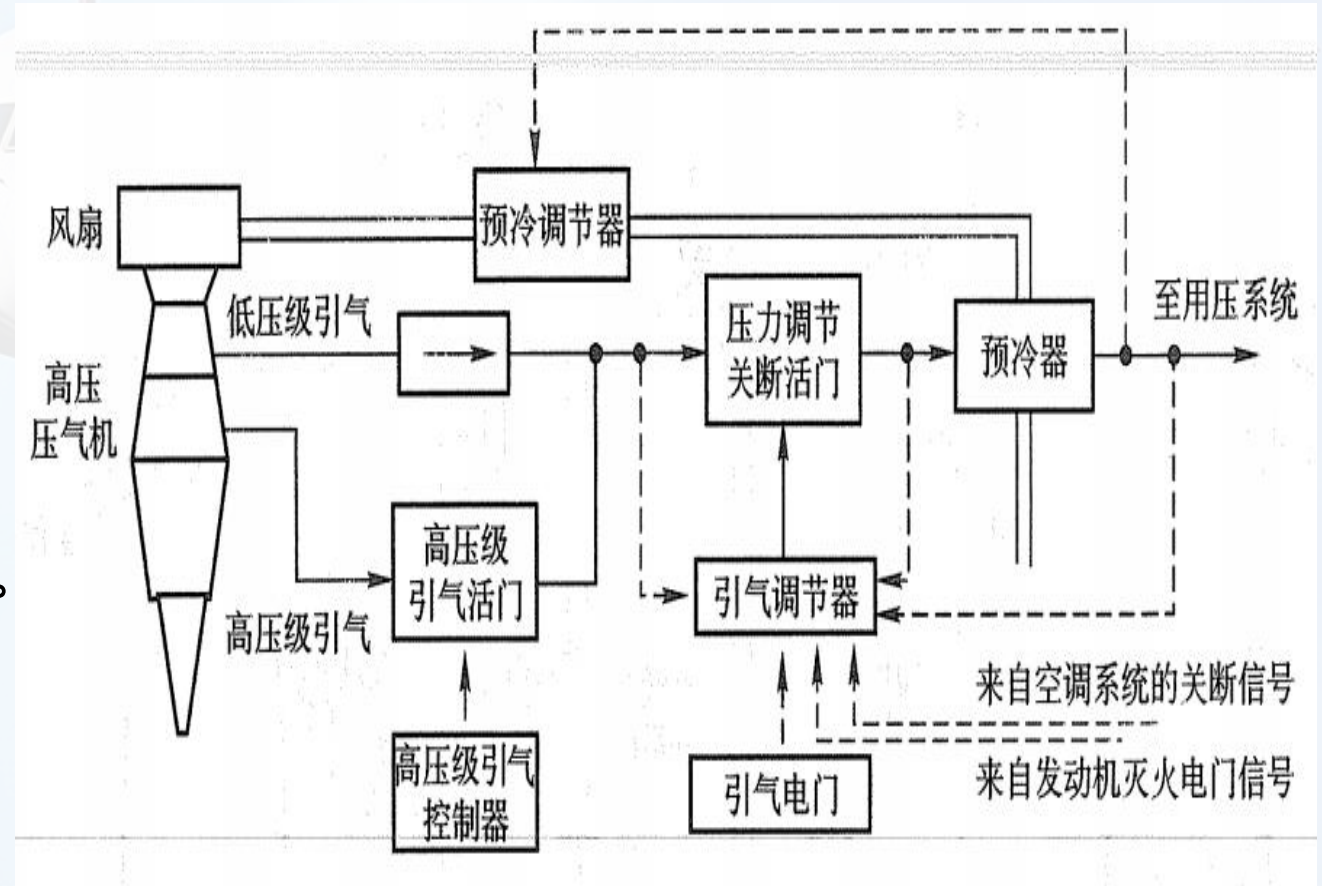 风扇
预冷调节器
低压级引气
压力调节
关断活门
至用压系统
预冷器
高压
压气机
高压级
引气活门
引气调节器
高压级引气
来自空调系统的关断信号
高压级引气
控制器
引气电门
来自发动机灭火电门信号
。